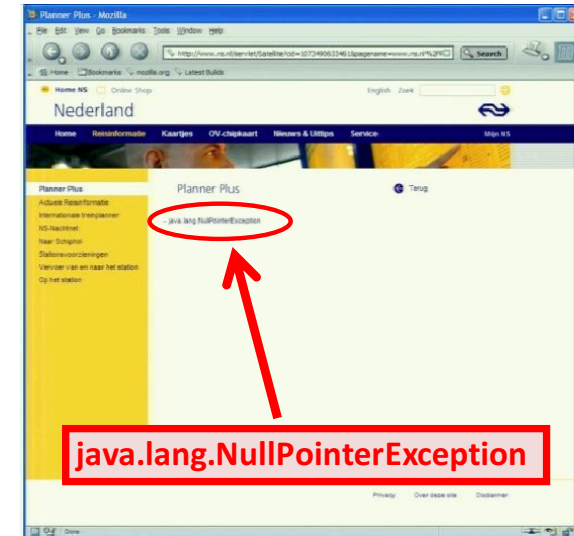 Planner Plus - Mozilla
File Edit View Go Bookmarks Tools Window Help
Search
Home Bookmarks mozilla.org Latest Builds
Home NS Online Shop English Zoek
Nederland
Home Reisinformatie Kaartjes OV-chipkaart Nieuws & Uittips Service Mijn NS
Planner Plus
Actuele Reisinformatie
Internationale treinplanner
NS-Nachtnet
Naar Schiphol
Stationsvoorzieningen
Vervoer van en naar het station
Op het station
Planner Plus
Terug
- java.lang.NullPointerException
java.lang.NullPointerException
Privacy Over deze site Disclaimer
Done